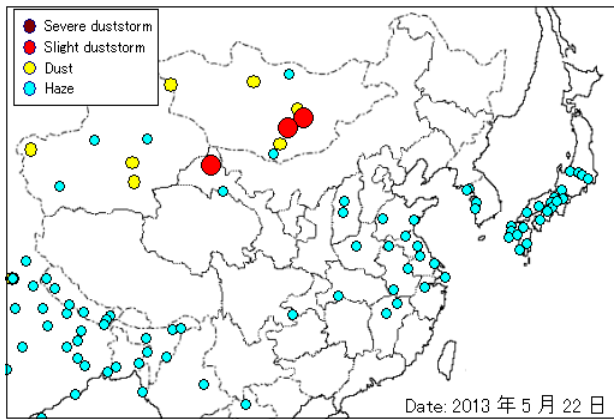 Severe duststorm
Slight duststorm
Dust
Haze
Date: 2013 年 5 月 22 日